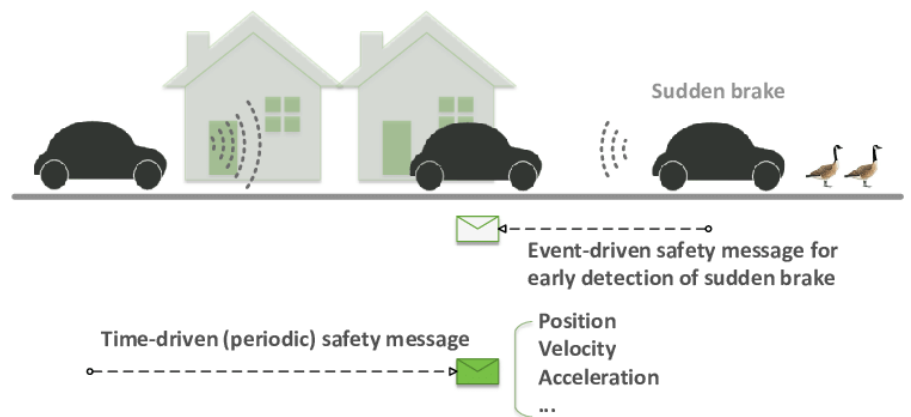 Sudden brake
Event-driven safety message for
early detection of sudden brake
Time-driven (periodic) safety message
Position
Velocity
Acceleration
...